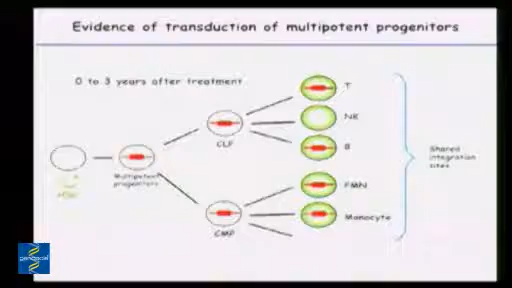 Evidence of transduction of multipotent progenitors
0 to 3 years after treatment
T
NK
CLP
B
Shared
integration
sites
Multipotent
progenitors
PMN
Monocyte
CMP